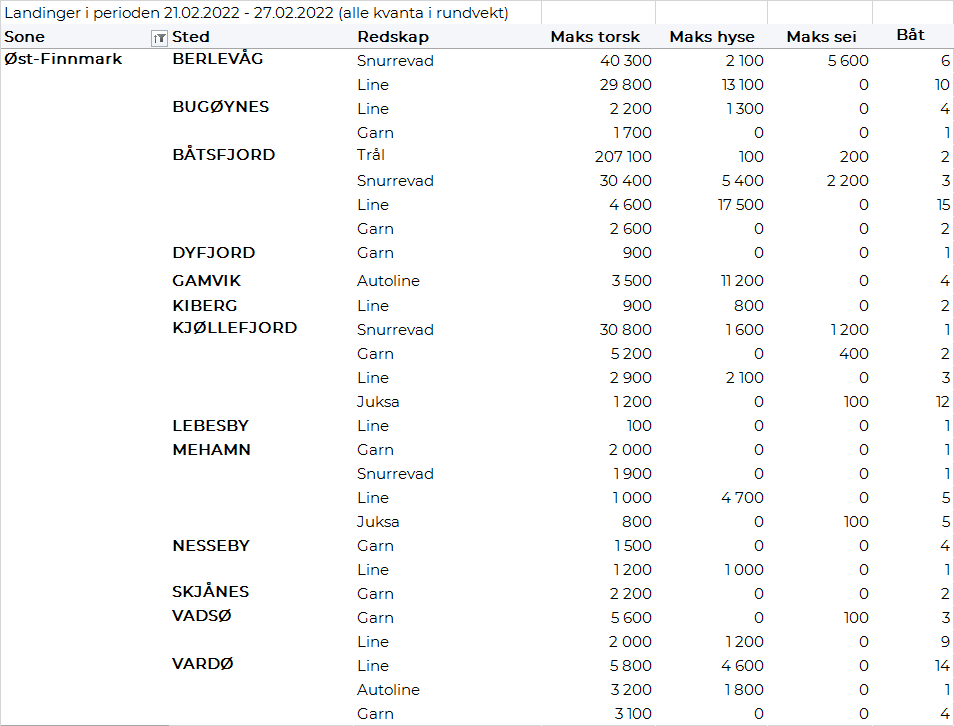 Landinger i perioden 21.02.2022 - 27.02.2022 (alle kvanta i rundvekt)
Sone Sted Redskap Maks torsk Maks hyse Maks sei Båt
Øst-Finnmark BERLEVÅG Snurrevad 40 300 2 100 5 600 6
Line 29 800 13 100 0 10
BUGØYNES Line 2 200 1 300 0 4
Garn 1 700 0 0 1
BÅTSFJORD Trål 207 100 100 200 2
Snurrevad 30 400 5 400 2 200 3
Line 4 600 17 500 0 15
Garn 2 600 0 0 2
DYFJORD Garn 900 0 0 1
GAMVIK Autoline 3 500 11 200 0 4
KIBERG Line 900 800 0 2
KJØLLEFJORD Snurrevad 30 800 1 600 1 200 1
Garn 5 200 0 400 2
Line 2 900 2 100 0 3
Juksa 1 200 0 100 12
LEBESBY Line 100 0 0 1
MEHAMN Garn 2 000 0 0 1
Snurrevad 1 900 0 0 1
Line 1 000 4 700 0 5
Juksa 800 0 100 5
NESSEBY Garn 1 500 0 0 4
Line 1 200 1 000 0 1
SKJÅNES Garn 2 200 0 0 2
VADSØ Garn 5 600 0 100 3
Line 2 000 1 200 0 9
VARDØ Line 5 800 4 600 0 14
Autoline 3 200 1 800 0 1
Garn 3 100 0 0 4